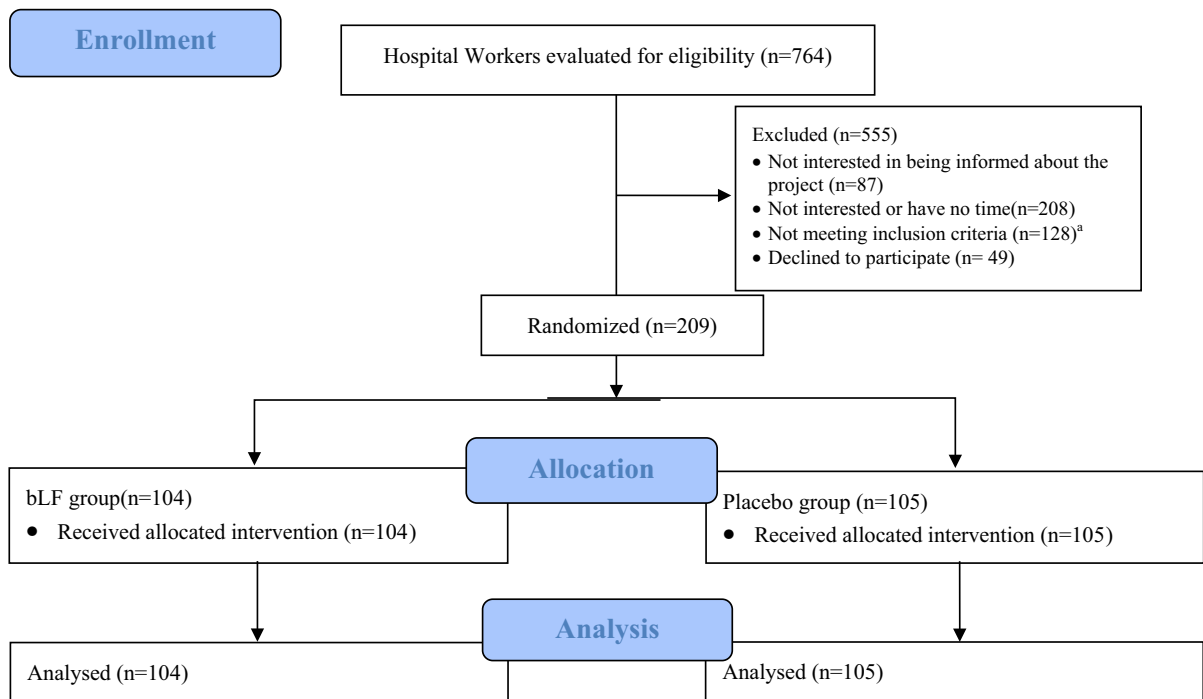 Enrollment
Hospital Workers evaluated for eligibility (n=764)
Excluded (n=555)
• Not interested in being informed about the
project (n=87)
• Not interested or have no time(n=208)
• Not meeting inclusion criteria (n=128)a
• Declined to participate (n= 49)
Randomized (n=209)
Allocation
bLF group(n=104)
• Received allocated intervention (n=104)
Placebo group (n=105)
• Received allocated intervention (n=105)
Analysis
Analysed (n=104)
Analysed (n=105)